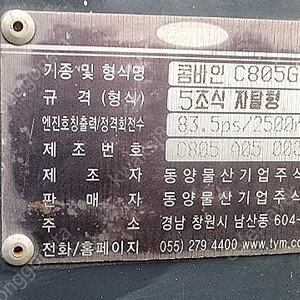 기종 및 형식명 콤바인 C805G
규 격 (형식) 5조식 자탈형
엔진호칭출력/정격회전수 83.5ps/2500
제 조 번 호 C805 A05 00
제 조 자 동양물산기업주식
판 매 자 동양물산기업주식
주 소 경남 창원시 남산동 604-
전화/홈페이지 055) 279 4400 www.tym.c